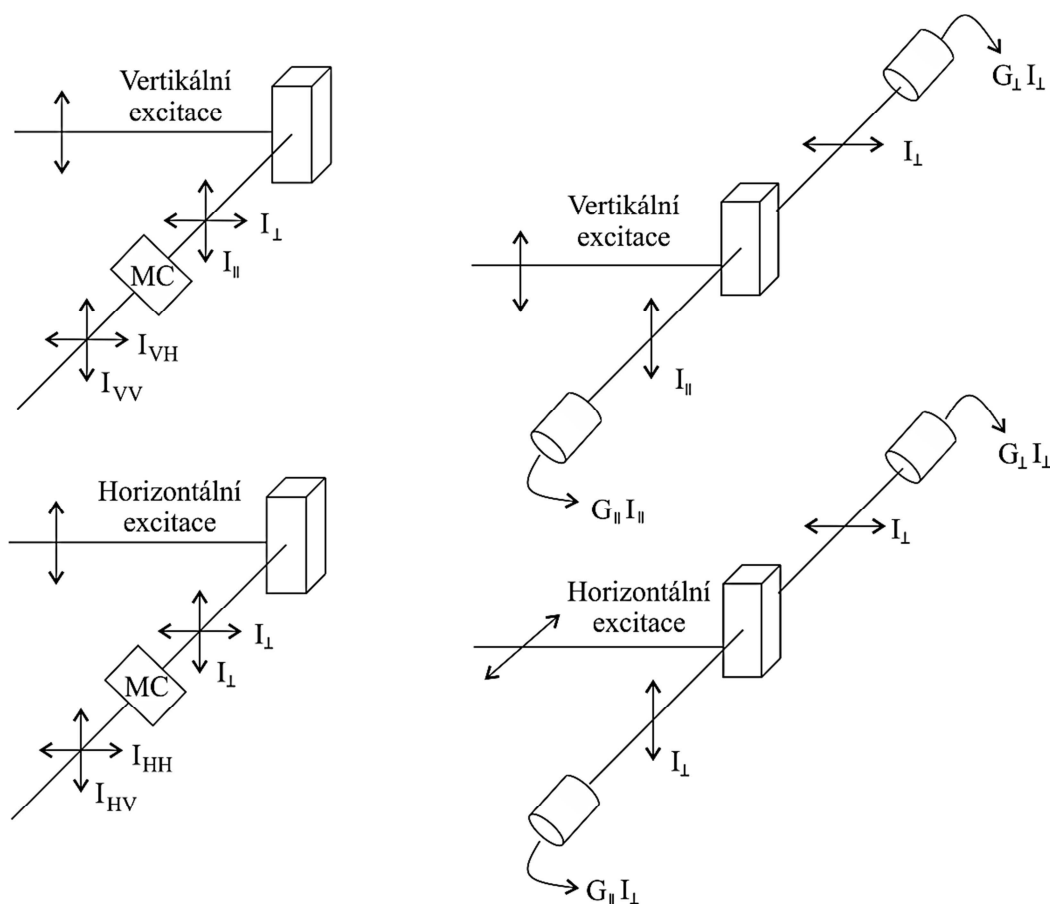 Vertikální
excitace
I⊥
I∥
MC
I_VH
I_VV
G⊥ I⊥
I⊥
Vertikální
excitace
I∥
G∥ I∥
Horizontální
excitace
I⊥
I⊥
MC
I_HH
I_HV
G⊥ I⊥
I⊥
Horizontální
excitace
I⊥
G∥ I⊥